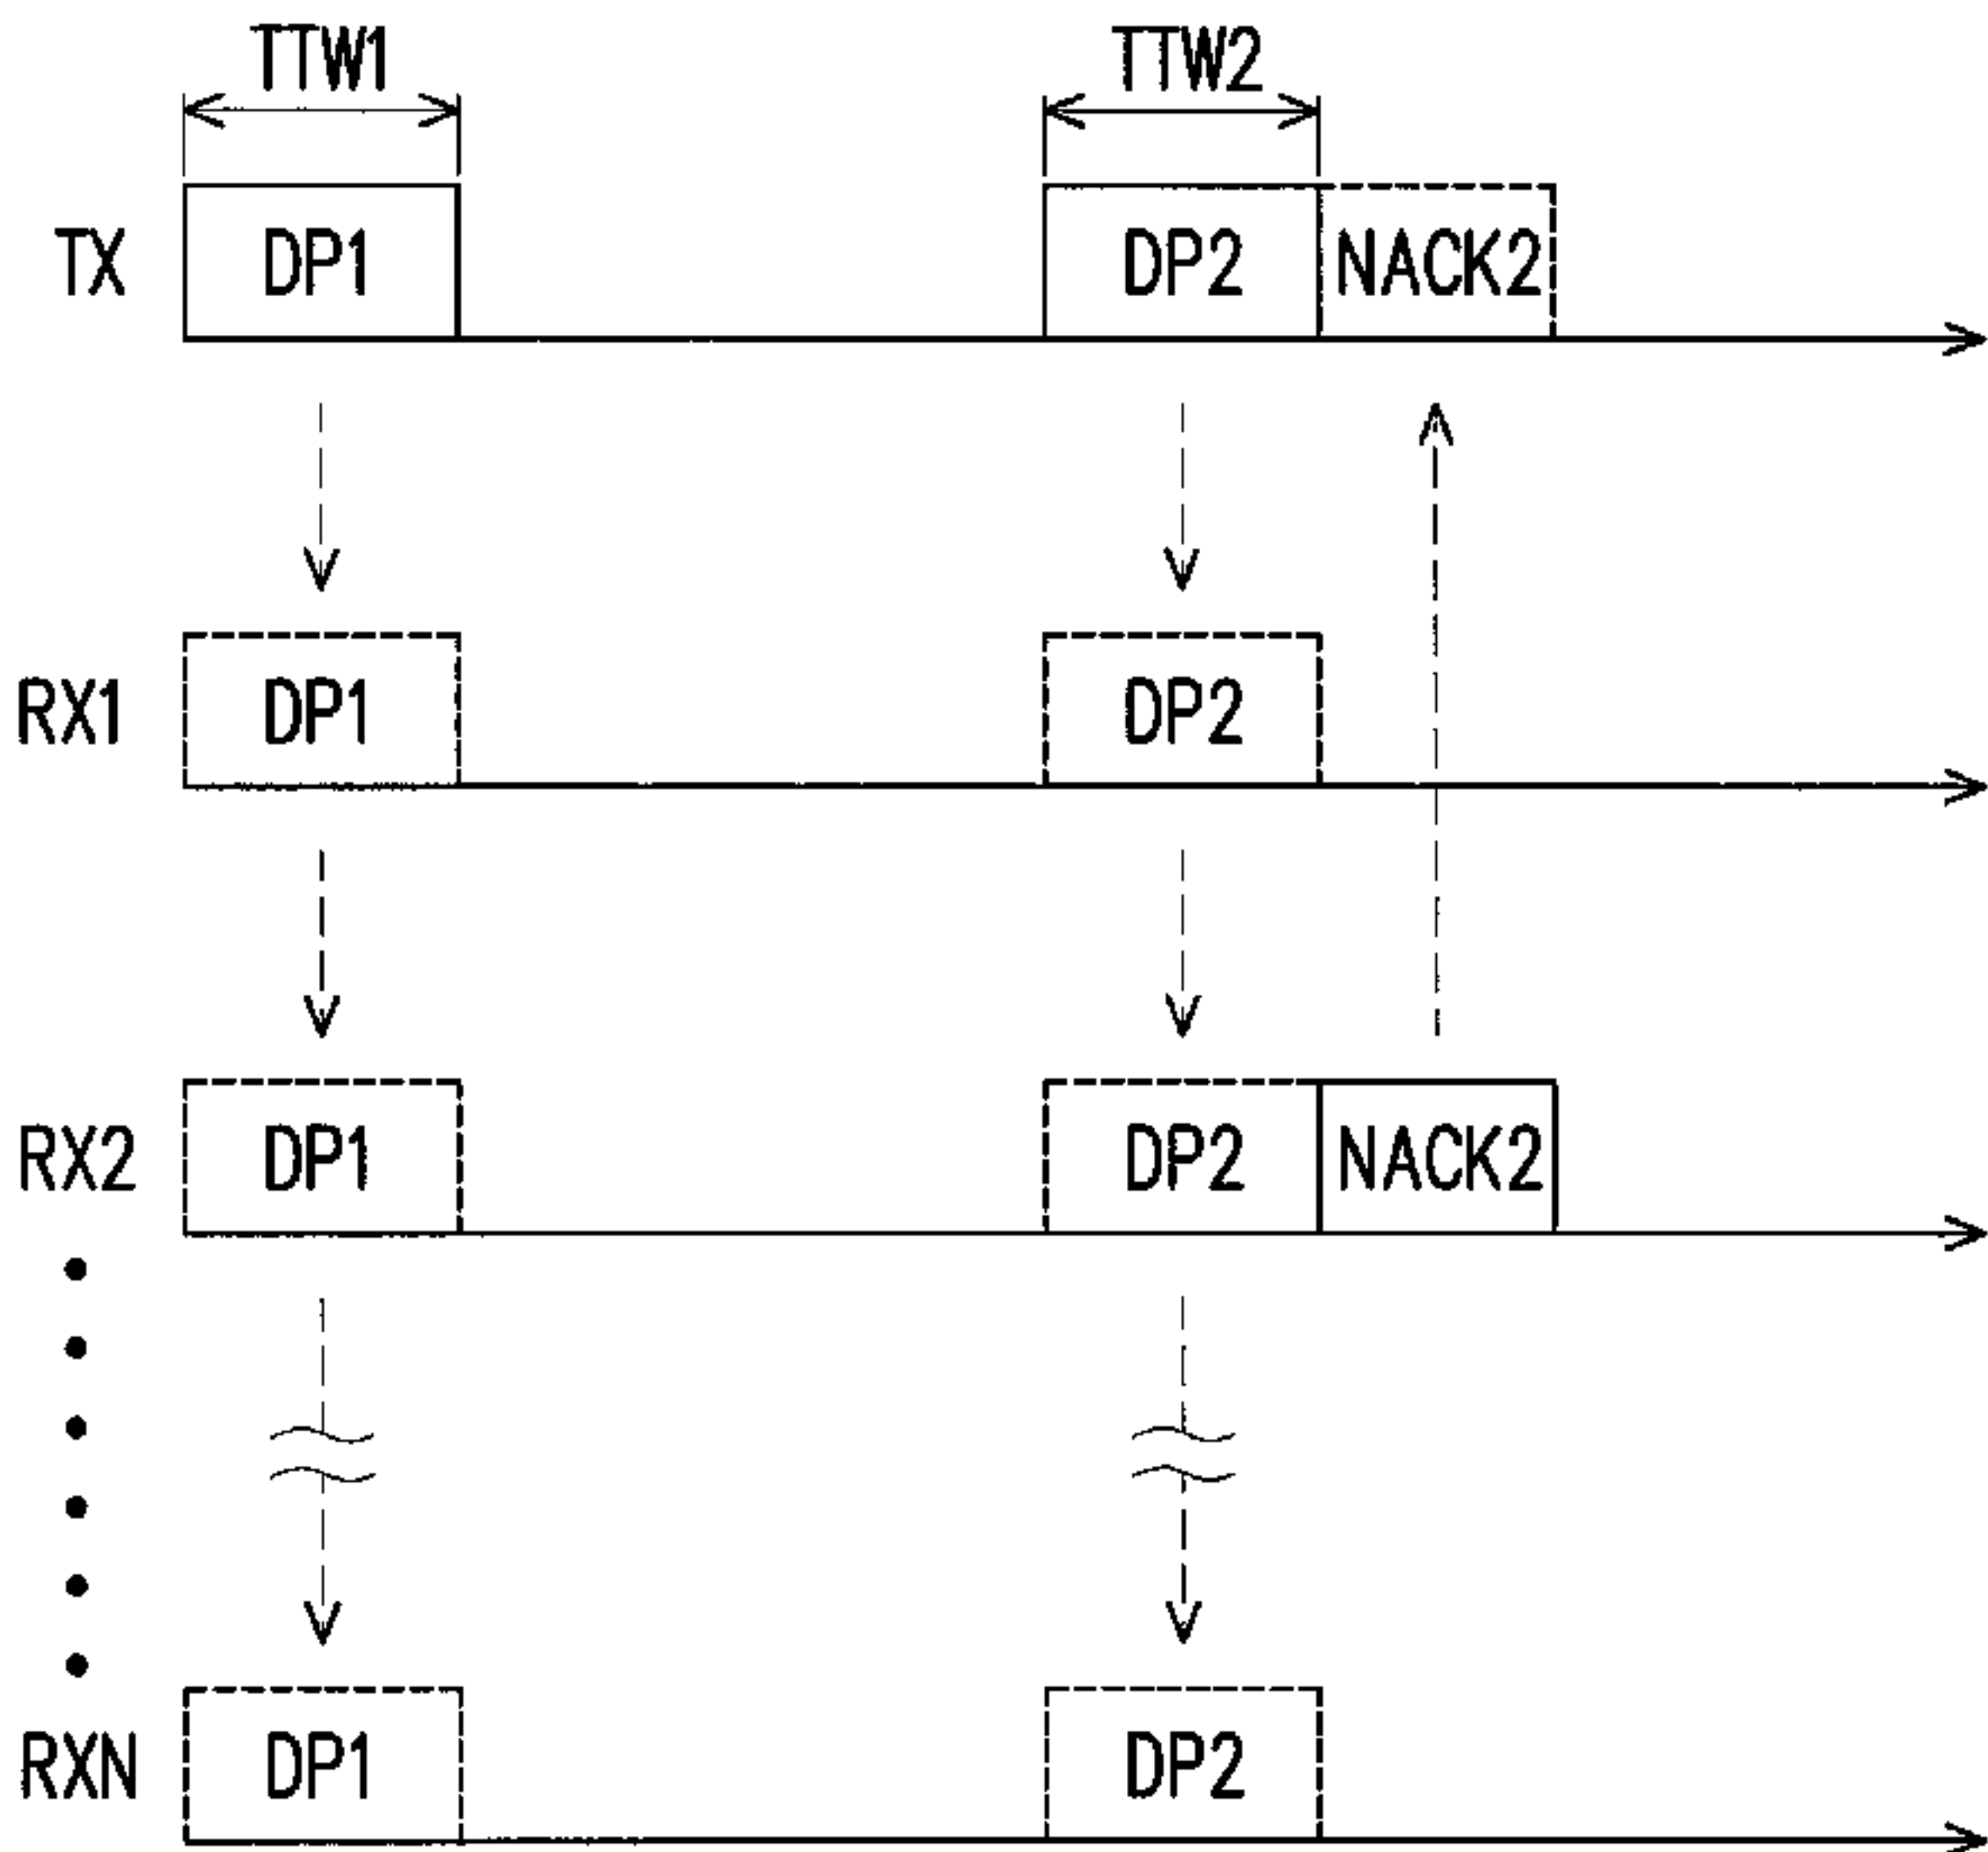 TTW1 TTW2
TX DP1 DP2 NACK2
RX1 DP1 DP2
RX2 DP1 DP2 NACK2
RXN DP1 DP2